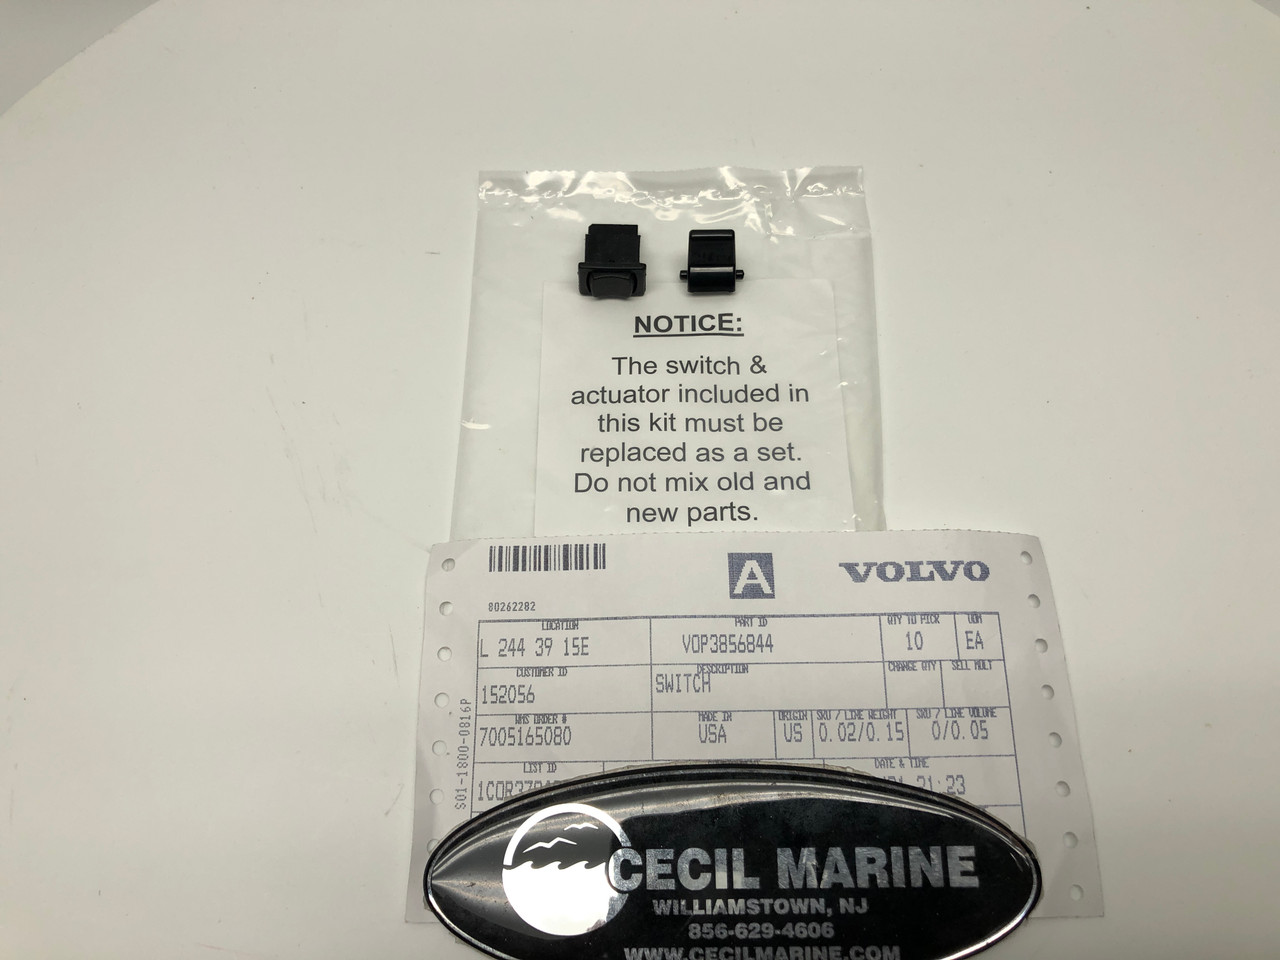 NOTICE:
The switch &
actuator included in
this kit must be
replaced as a set.
Do not mix old and
new parts.
A VOLVO
80262282
LOCATION PART ID QTY TO PICK UOM
L 244 39 15E VOP3856844 10 EA
CUSTOMER ID DESCRIPTION CHANGE QTY SELL MULT
152056 SWITCH
WMS ORDER # MADE IN ORIGIN SKU / LINE WEIGHT SKU / LINE VOLUME
7005165080 USA US 0.02/0.15 0/0.05
LIST ID DATE & TIME
21:23
S01-1800-0816P
CECIL MARINE
WILLIAMSTOWN, NJ
856-629-4606
WWW.CECILMARINE.COM